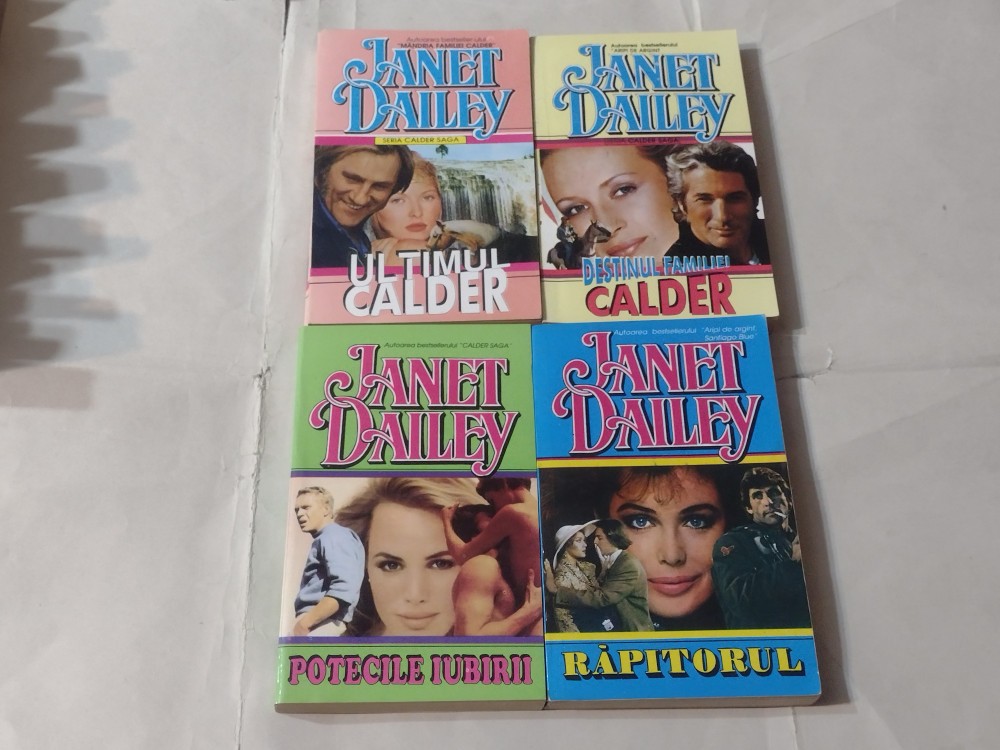 Autoarea bestsellerului
"MÂNDRIA FAMILIEI CALDER"
JANET
DAILEY
SERIA CALDER SAGA
ULTIMUL
CALDER
Autoarea bestsellerului
"ARIPI DE ARGINT
JANET
DAILEY
SERIA CALDER SAGA
DESTINUL FAMILIEI
CALDER
Autoarea bestsellerului "CALDER SAGA"
JANET
DAILEY
POTECILE IUBIRII
Autoarea bestsellerului "Aripi de argint
Santiago Blue"
JANET
DAILEY
RĂPITORUL